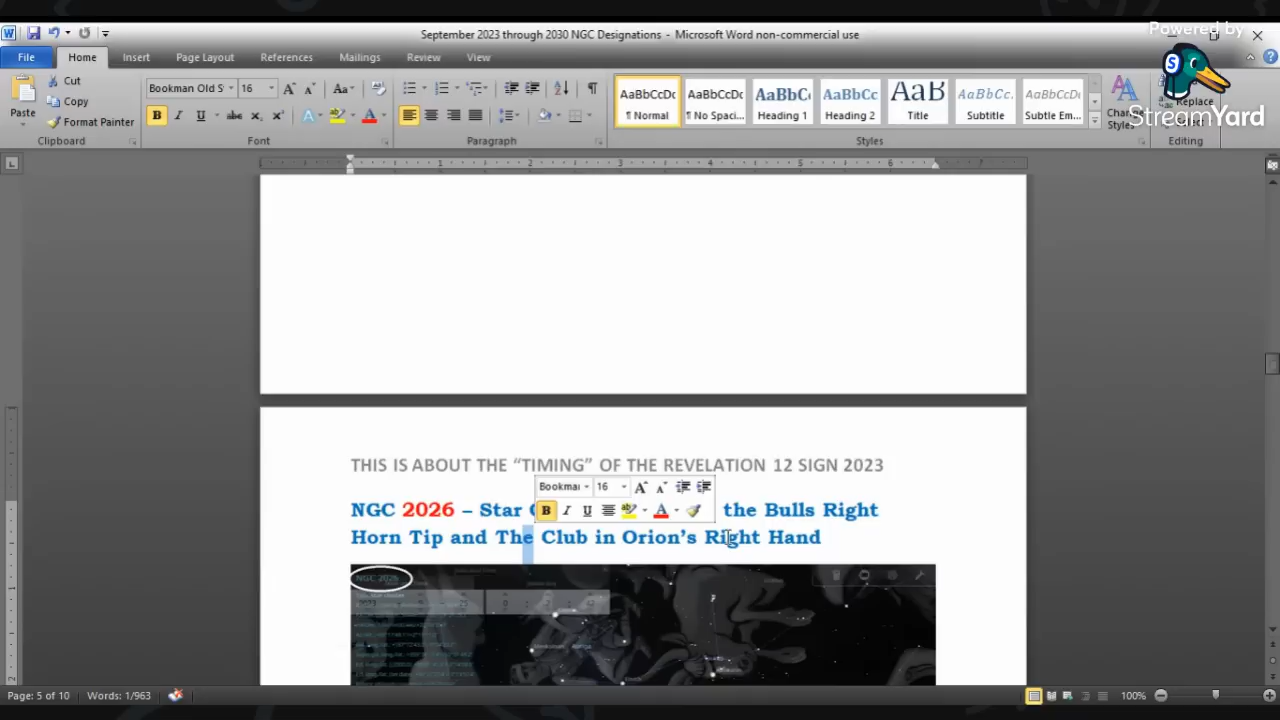 Powered by
StreamYard
September 2023 through 2030 NGC Designations - Microsoft Word non-commercial use
File Home Insert Page Layout References Mailings Review View
Paste
Cut
Copy
Format Painter
Clipboard
Bookman Old S 16
Font
Paragraph
AaBbCcDc AaBbCcDc AaBbC AaBbCc AaB AaBbCc. AaBbCcDc
¶ Normal ¶ No Spaci... Heading 1 Heading 2 Title Subtitle Subtle Em...
Styles
Replace
Editing
THIS IS ABOUT THE “TIMING” OF THE REVELATION 12 SIGN 2023
Bookmar 16
NGC 2026 – Star the Bulls Right
Horn Tip and The Club in Orion’s Right Hand
NGC 2026
Page: 5 of 10 Words: 1/963 100%